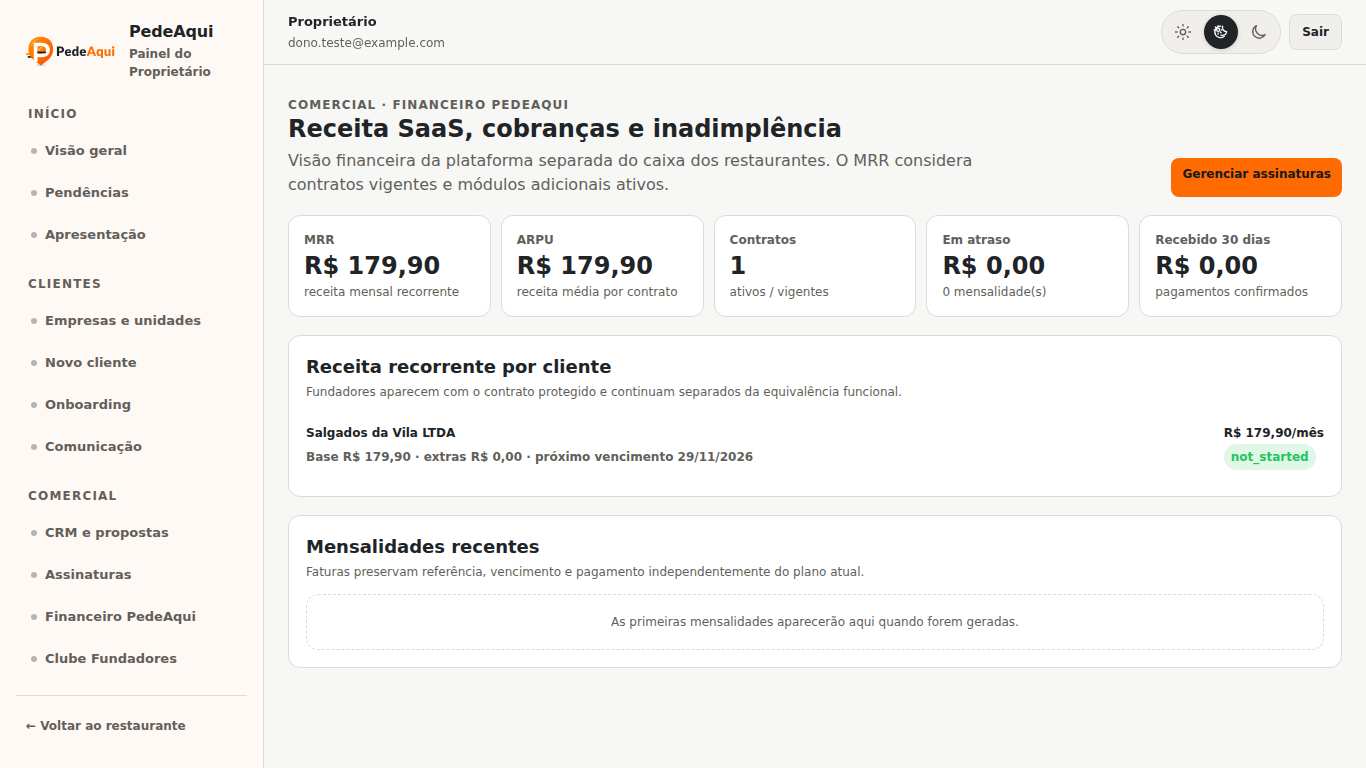 PedeAqui
PedeAqui
Painel do
Proprietário
INÍCIO
Visão geral
Pendências
Apresentação
CLIENTES
Empresas e unidades
Novo cliente
Onboarding
Comunicação
COMERCIAL
CRM e propostas
Assinaturas
Financeiro PedeAqui
Clube Fundadores
← Voltar ao restaurante
Proprietário
dono.teste@example.com
Sair
COMERCIAL · FINANCEIRO PEDEAQUI
Receita SaaS, cobranças e inadimplência
Visão financeira da plataforma separada do caixa dos restaurantes. O MRR considera
contratos vigentes e módulos adicionais ativos.
Gerenciar assinaturas
MRR
R$ 179,90
receita mensal recorrente
ARPU
R$ 179,90
receita média por contrato
Contratos
1
ativos / vigentes
Em atraso
R$ 0,00
0 mensalidade(s)
Recebido 30 dias
R$ 0,00
pagamentos confirmados
Receita recorrente por cliente
Fundadores aparecem com o contrato protegido e continuam separados da equivalência funcional.
Salgados da Vila LTDA
R$ 179,90/mês
Base R$ 179,90 · extras R$ 0,00 · próximo vencimento 29/11/2026
not_started
Mensalidades recentes
Faturas preservam referência, vencimento e pagamento independentemente do plano atual.
As primeiras mensalidades aparecerão aqui quando forem geradas.